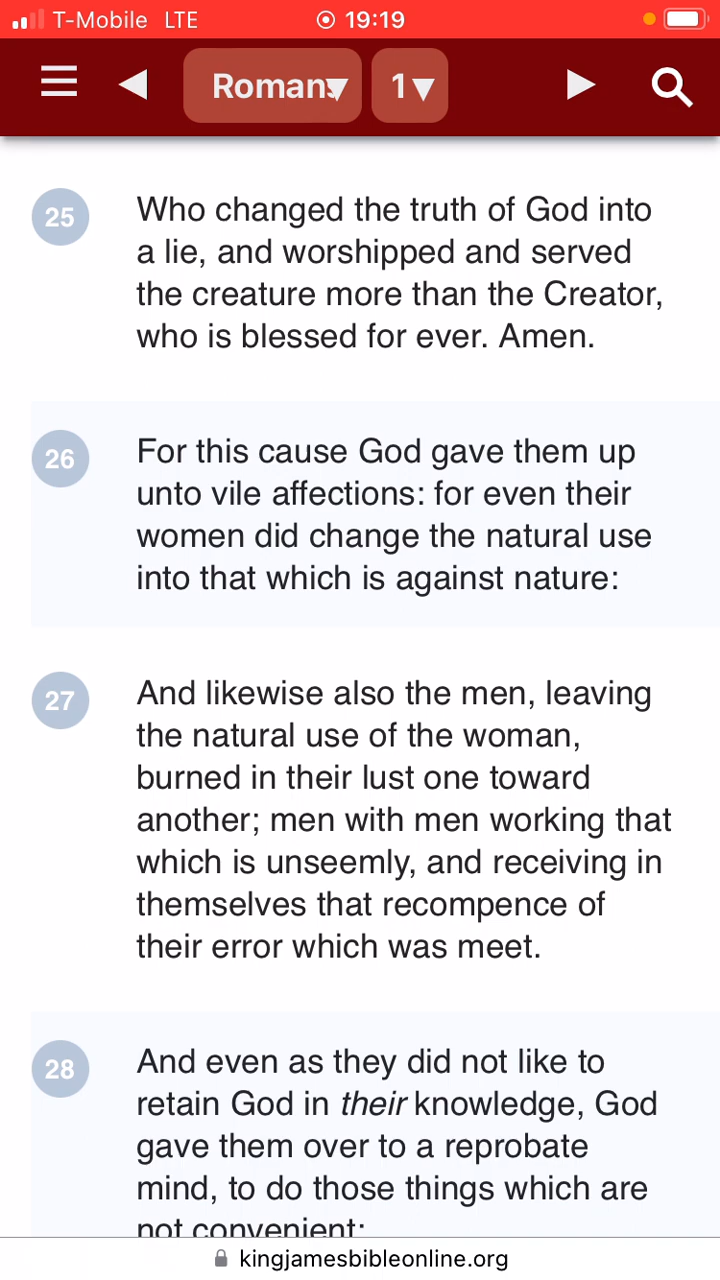 T-Mobile LTE 19:19
Romans 1
25 Who changed the truth of God into
a lie, and worshipped and served
the creature more than the Creator,
who is blessed for ever. Amen.
26 For this cause God gave them up
unto vile affections: for even their
women did change the natural use
into that which is against nature:
27 And likewise also the men, leaving
the natural use of the woman,
burned in their lust one toward
another; men with men working that
which is unseemly, and receiving in
themselves that recompence of
their error which was meet.
28 And even as they did not like to
retain God in their knowledge, God
gave them over to a reprobate
mind, to do those things which are
not convenient;
kingjamesbibleonline.org